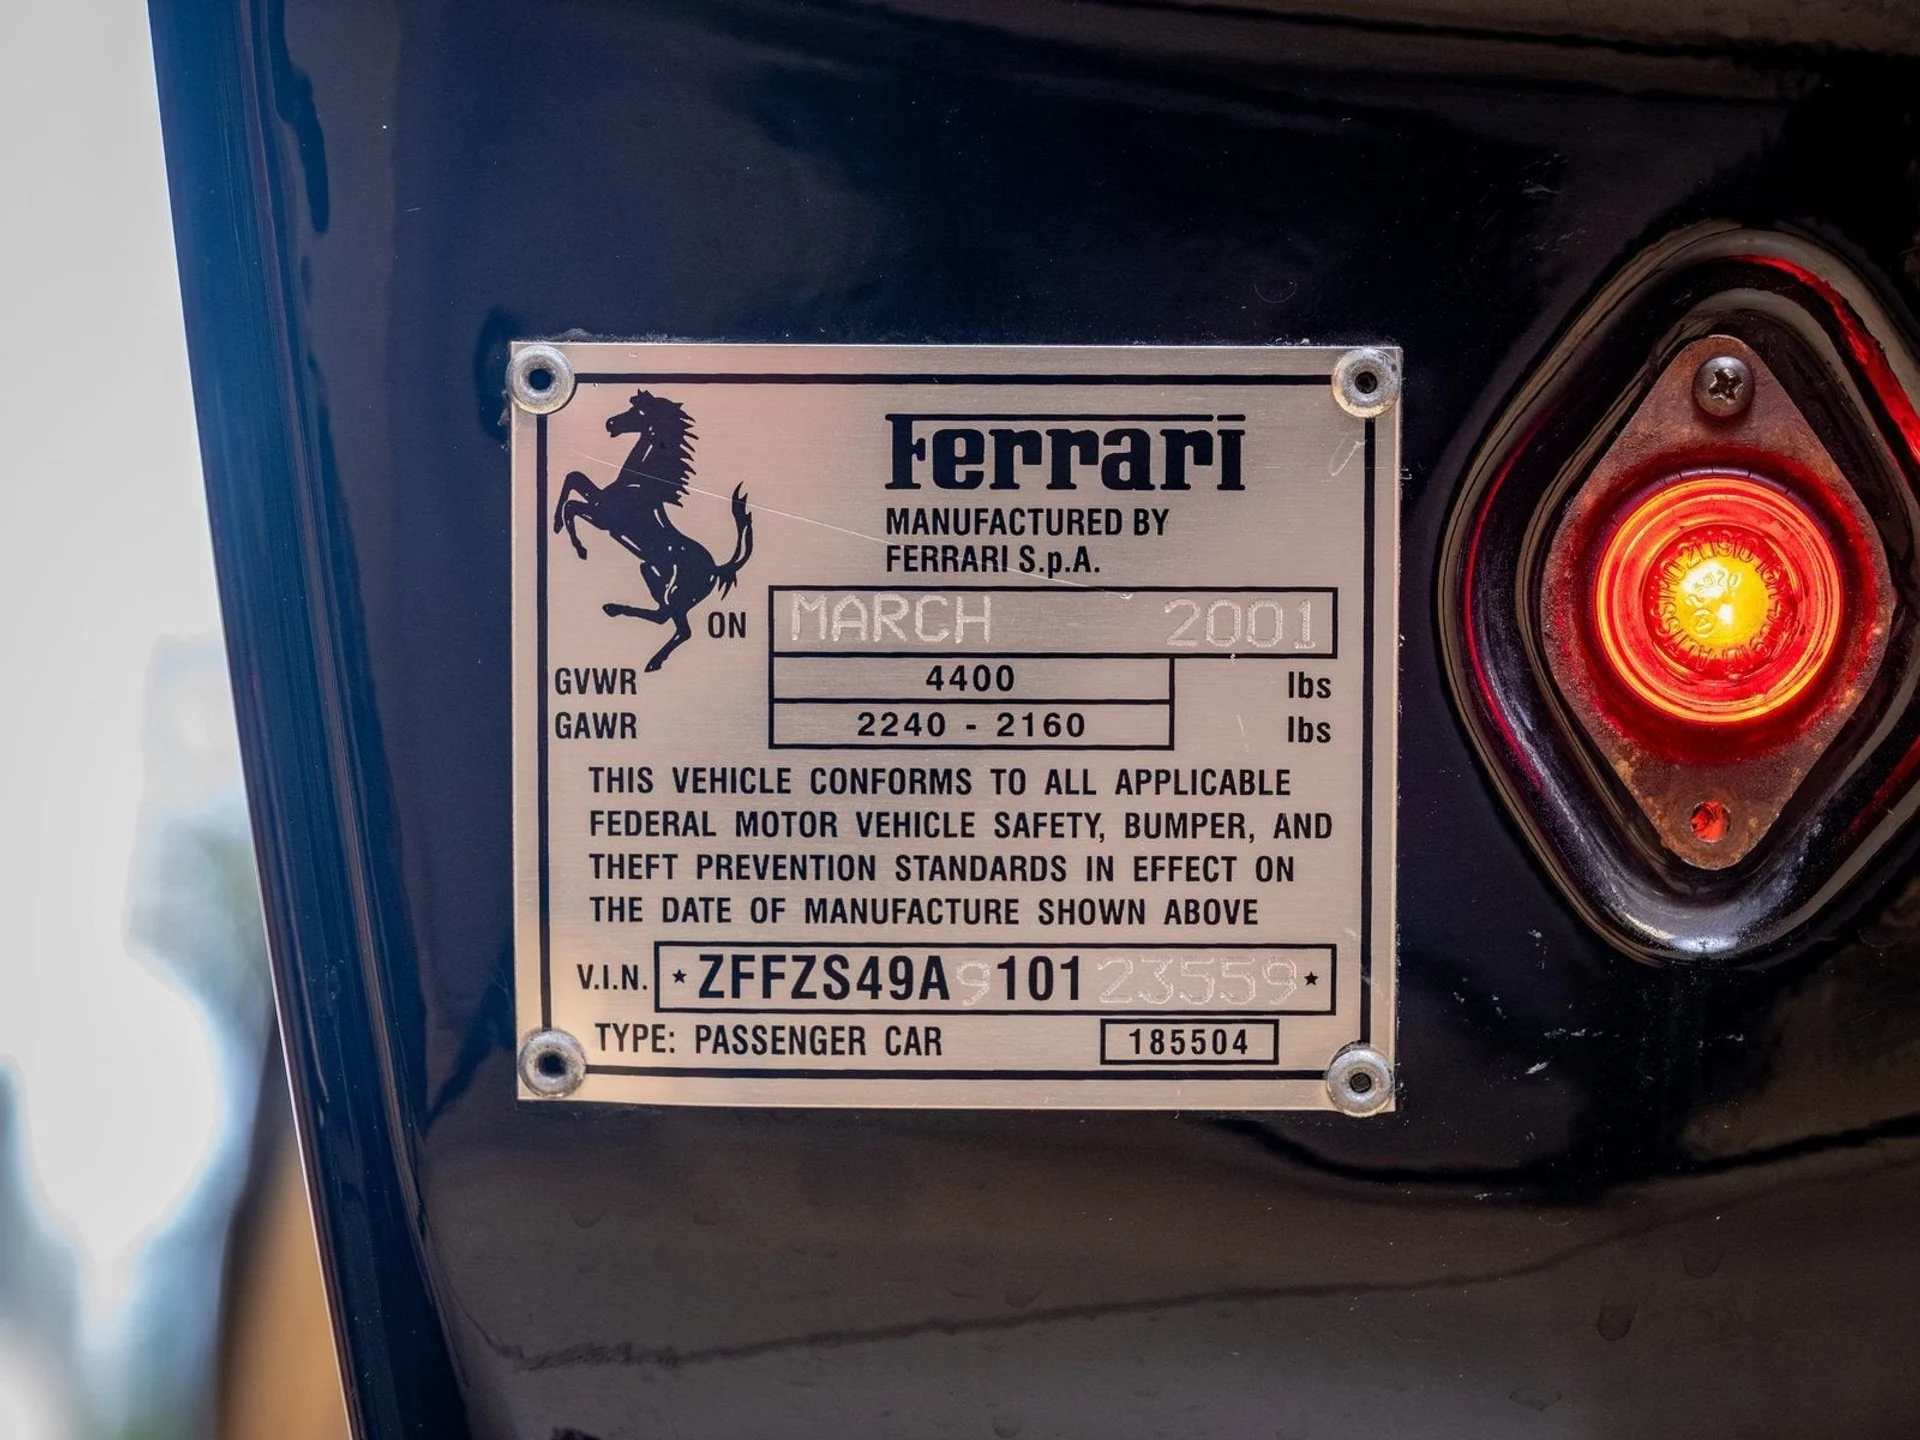 Ferrari
MANUFACTURED BY
FERRARI S.p.A.
ON MARCH 2001
GVWR 4400 lbs
GAWR 2240 - 2160 lbs
THIS VEHICLE CONFORMS TO ALL APPLICABLE
FEDERAL MOTOR VEHICLE SAFETY, BUMPER, AND
THEFT PREVENTION STANDARDS IN EFFECT ON
THE DATE OF MANUFACTURE SHOWN ABOVE
V.I.N. ★ZFFZS49A910123559★
TYPE: PASSENGER CAR 185504